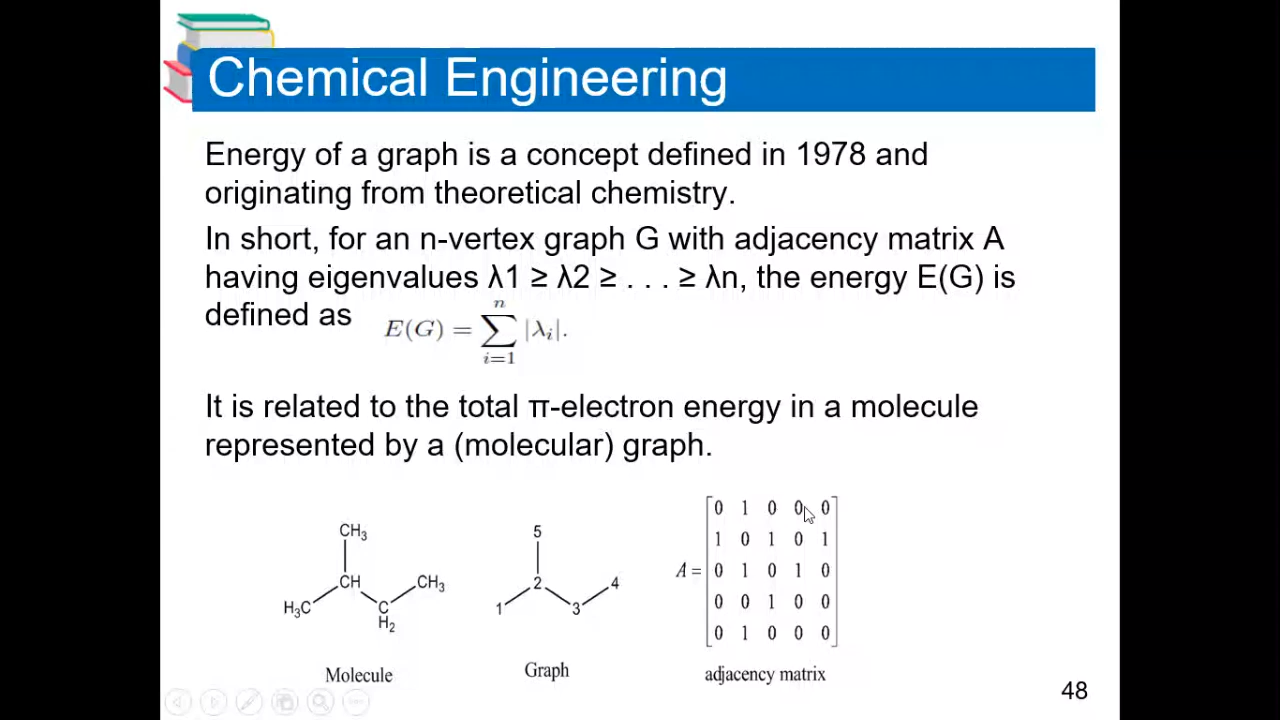 Chemical Engineering
Energy of a graph is a concept defined in 1978 and
originating from theoretical chemistry.
In short, for an n-vertex graph G with adjacency matrix A
having eigenvalues λ1 ≥ λ2 ≥ . . . ≥ λn, the energy E(G) is
defined as
E(G) = ∑_{i=1}^{n} |λ_i|.
It is related to the total π-electron energy in a molecule
represented by a (molecular) graph.
CH₃
CH
CH₃
H₃C
C
H₂
Molecule
5
2
4
1
3
Graph
0 1 0 0 0
1 0 1 0 1
A = 0 1 0 1 0
0 0 1 0 0
0 1 0 0 0
adjacency matrix
48